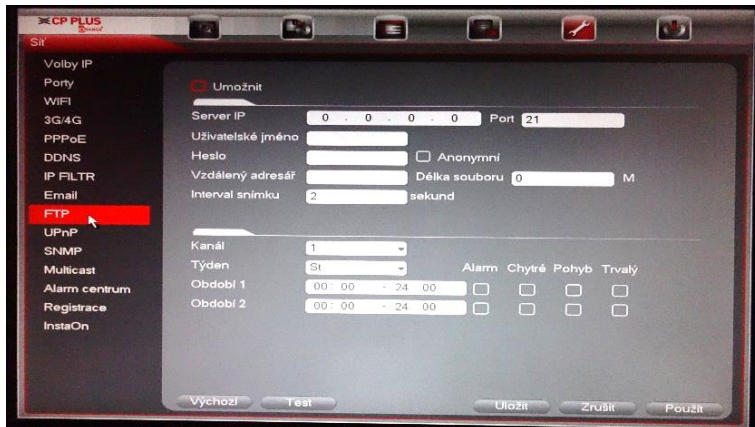 CP PLUS
ORANGE
Síť
Volby IP
Porty
WIFI
3G/4G
PPPoE
DDNS
IP FILTR
Email
FTP
UPnP
SNMP
Multicast
Alarm centrum
Registrace
InstaOn
Umožnit
Server IP 0 . 0 . 0 . 0 Port 21
Uživatelské jméno
Heslo Anonymní
Vzdálený adresář Délka souboru 0 M
Interval snímku 2 sekund
Kanál 1
Týden St Alarm Chytré Pohyb Trvalý
Období 1 00 : 00 - 24 00
Období 2 00 : 00 - 24 00
Výchozí Test Uložit Zrušit Použít